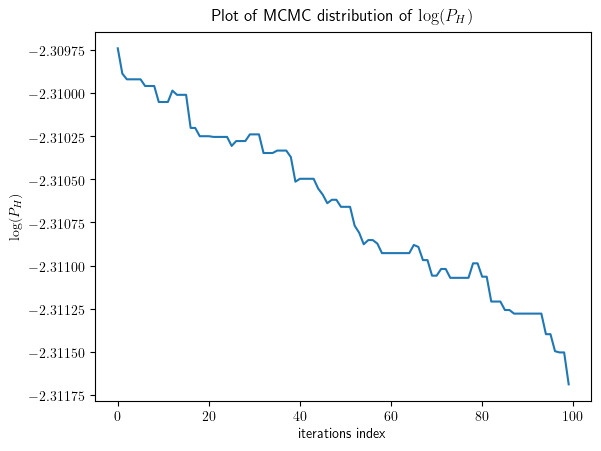 Plot of MCMC distribution of log(P_H)
−2.30975
−2.31000
−2.31025
−2.31050
−2.31075
−2.31100
−2.31125
−2.31150
−2.31175
log(P_H)
0 20 40 60 80 100
iterations index